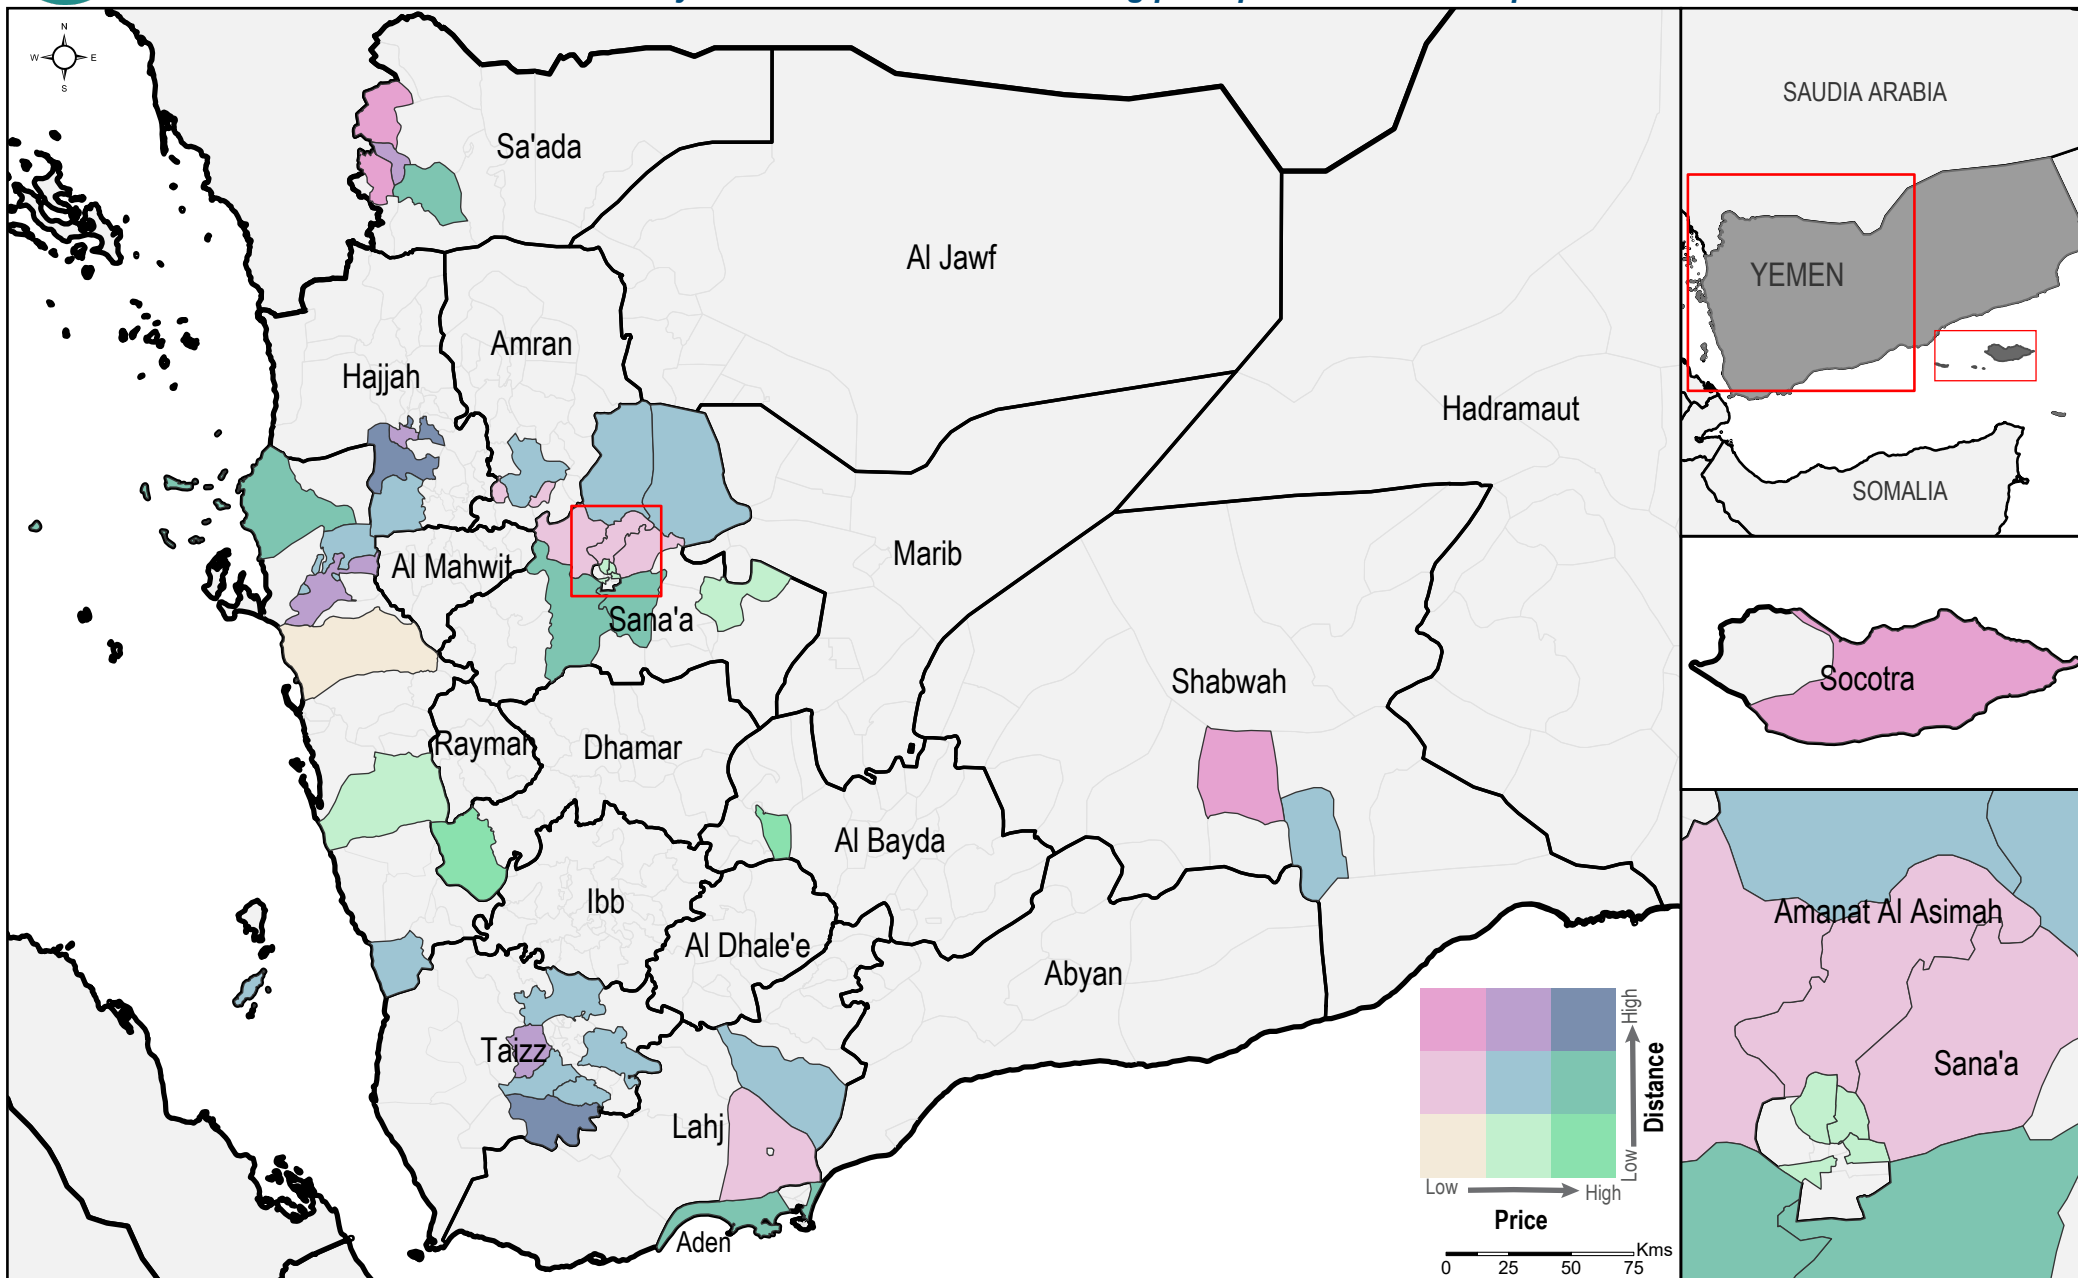 N
W E
S
Sa'ada
Al Jawf
Amran
Hajjah
Hadramaut
Marib
Al Mahwit
Sana'a
Shabwah
Raymah
Dhamar
Al Bayda
Ibb
Al Dhale'e
Abyan
Taizz
Lahj
Aden
High
Distance
Low
Low High
Price
Kms
0 25 50 75
SAUDIA ARABIA
YEMEN
SOMALIA
Socotra
Amanat Al Asimah
Sana'a